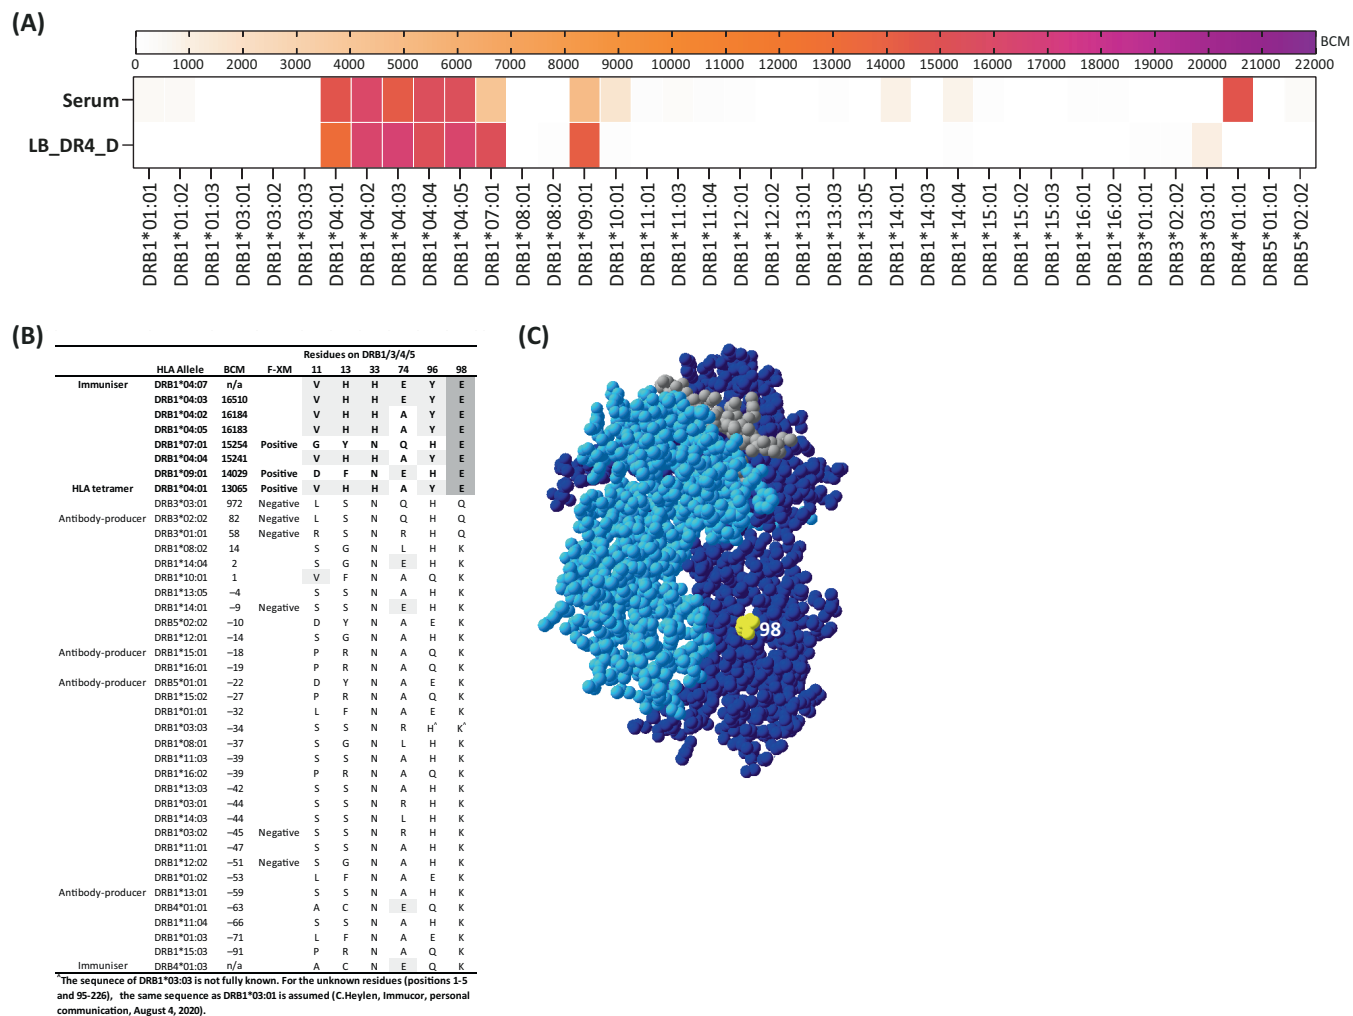 (A)
BCM
0 1000 2000 3000 4000 5000 6000 7000 8000 9000 10000 11000 12000 13000 14000 15000 16000 17000 18000 19000 20000 21000 22000
Serum
LB_DR4_D
DRB1*01:01
DRB1*01:02
DRB1*01:03
DRB1*03:01
DRB1*03:02
DRB1*03:03
DRB1*04:01
DRB1*04:02
DRB1*04:03
DRB1*04:04
DRB1*04:05
DRB1*07:01
DRB1*08:01
DRB1*08:02
DRB1*09:01
DRB1*10:01
DRB1*11:01
DRB1*11:03
DRB1*11:04
DRB1*12:01
DRB1*12:02
DRB1*13:01
DRB1*13:03
DRB1*13:05
DRB1*14:01
DRB1*14:03
DRB1*14:04
DRB1*15:01
DRB1*15:02
DRB1*15:03
DRB1*16:01
DRB1*16:02
DRB3*01:01
DRB3*02:02
DRB3*03:01
DRB4*01:01
DRB5*01:01
DRB5*02:02
(B)
Residues on DRB1/3/4/5
HLA Allele BCM F-XM 11 13 33 74 96 98
Immuniser DRB1*04:07 n/a V H H E Y E
DRB1*04:03 16510 V H H E Y E
DRB1*04:02 16184 V H H A Y E
DRB1*04:05 16183 V H H A Y E
DRB1*07:01 15254 Positive G Y N Q H E
DRB1*04:04 15241 V H H A Y E
DRB1*09:01 14029 Positive D F N E H E
HLA tetramer DRB1*04:01 13065 Positive V H H A Y E
DRB3*03:01 972 Negative L S N Q H Q
Antibody-producer DRB3*02:02 82 Negative L S N Q H Q
DRB3*01:01 58 Negative R S N R H Q
DRB1*08:02 14 S G N L H K
DRB1*14:04 2 S G N E H K
DRB1*10:01 1 V F N A Q K
DRB1*13:05 –4 S S N A H K
DRB1*14:01 –9 Negative S S N E H K
DRB5*02:02 –10 D Y N A E K
DRB1*12:01 –14 S G N A H K
Antibody-producer DRB1*15:01 –18 P R N A Q K
DRB1*16:01 –19 P R N A Q K
Antibody-producer DRB5*01:01 –22 D Y N A E K
DRB1*15:02 –27 P R N A Q K
DRB1*01:01 –32 L F N A E K
DRB1*03:03 –34 S S N R H^ K^
DRB1*08:01 –37 S G N L H K
DRB1*11:03 –39 S S N A H K
DRB1*16:02 –39 P R N A Q K
DRB1*13:03 –42 S S N A H K
DRB1*03:01 –44 S S N R H K
DRB1*14:03 –44 S S N L H K
DRB1*03:02 –45 Negative S S N R H K
DRB1*11:01 –47 S S N A H K
DRB1*12:02 –51 Negative S G N A H K
DRB1*01:02 –53 L F N A E K
Antibody-producer DRB1*13:01 –59 S S N A H K
DRB4*01:01 –63 A C N E Q K
DRB1*11:04 –66 S S N A H K
DRB1*01:03 –71 L F N A E K
DRB1*15:03 –91 P R N A Q K
Immuniser DRB4*01:03 n/a A C N E Q K
^The sequnece of DRB1*03:03 is not fully known. For the unknown residues (positions 1-5
and 95-226), the same sequence as DRB1*03:01 is assumed (C.Heylen, Immucor, personal
communication, August 4, 2020).
(C)
98